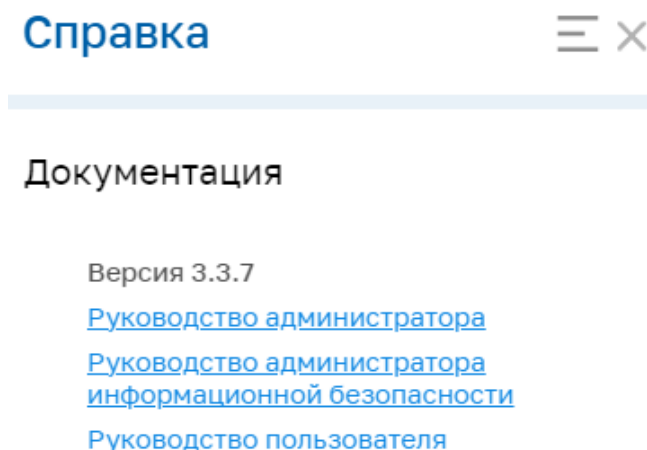 Справка
Документация
Версия 3.3.7
Руководство администратора
Руководство администратора
информационной безопасности
Руководство пользователя